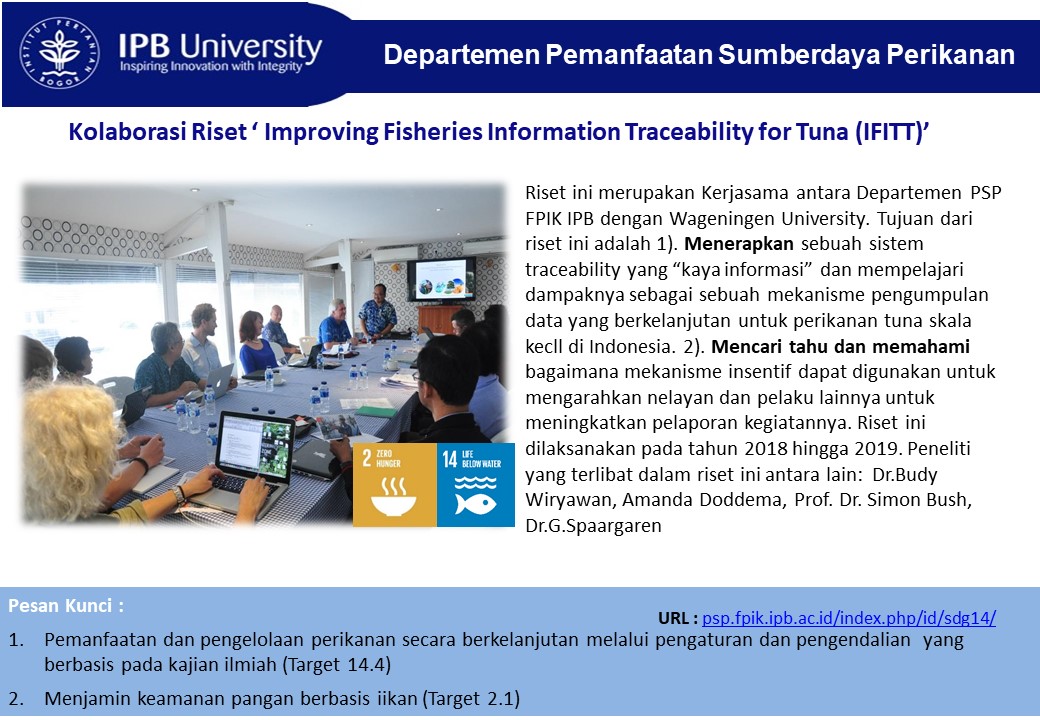 INSTITUT PERTANIAN BOGOR
IPB University
Inspiring Innovation with Integrity
Departemen Pemanfaatan Sumberdaya Perikanan
Kolaborasi Riset ‘ Improving Fisheries Information Traceability for Tuna (IFITT)’
Riset ini merupakan Kerjasama antara Departemen PSP
FPIK IPB dengan Wageningen University. Tujuan dari
riset ini adalah 1). Menerapkan sebuah sistem
traceability yang “kaya informasi” dan mempelajari
dampaknya sebagai sebuah mekanisme pengumpulan
data yang berkelanjutan untuk perikanan tuna skala
kecll di Indonesia. 2). Mencari tahu dan memahami
bagaimana mekanisme insentif dapat digunakan untuk
mengarahkan nelayan dan pelaku lainnya untuk
meningkatkan pelaporan kegiatannya. Riset ini
dilaksanakan pada tahun 2018 hingga 2019. Peneliti
yang terlibat dalam riset ini antara lain: Dr.Budy
Wiryawan, Amanda Doddema, Prof. Dr. Simon Bush,
Dr.G.Spaargaren
2 ZERO
HUNGER
14 LIFE
BELOW WATER
Pesan Kunci :
URL : psp.fpik.ipb.ac.id/index.php/id/sdg14/
1. Pemanfaatan dan pengelolaan perikanan secara berkelanjutan melalui pengaturan dan pengendalian yang
berbasis pada kajian ilmiah (Target 14.4)
2. Menjamin keamanan pangan berbasis iikan (Target 2.1)